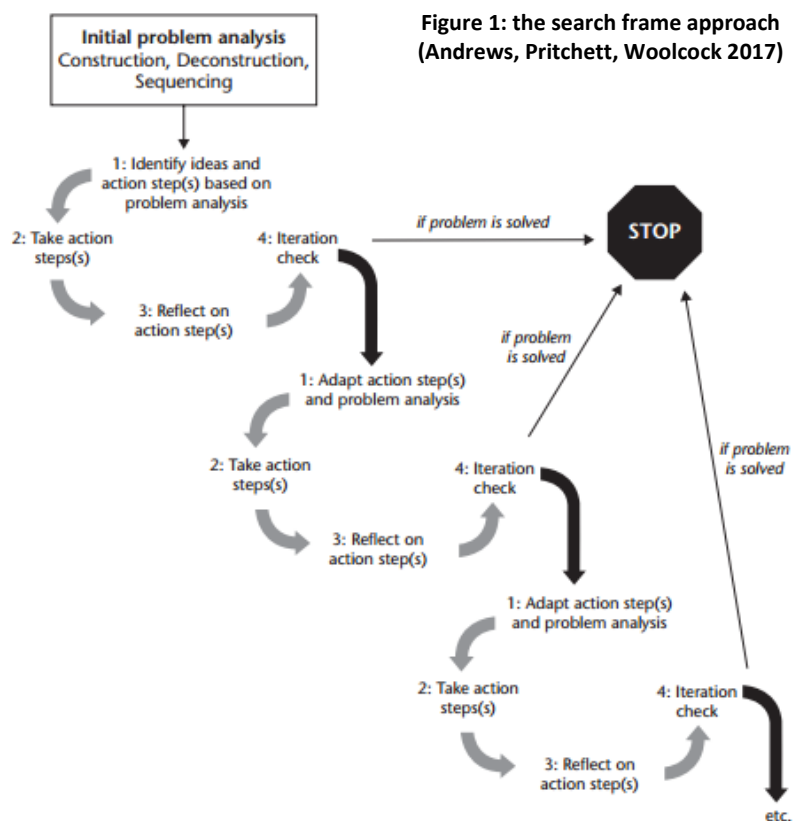 Figure 1: the search frame approach
(Andrews, Pritchett, Woolcock 2017)
Initial problem analysis
Construction, Deconstruction,
Sequencing
1: Identify ideas and
action step(s) based on
problem analysis
2: Take action
steps(s)
3: Reflect on
action step(s)
4: Iteration
check
if problem is solved
STOP
1: Adapt action step(s)
and problem analysis
2: Take action
steps(s)
3: Reflect on
action step(s)
4: Iteration
check
if problem
is solved
1: Adapt action step(s)
and problem analysis
2: Take action
steps(s)
3: Reflect on
action step(s)
4: Iteration
check
if problem
is solved
etc.